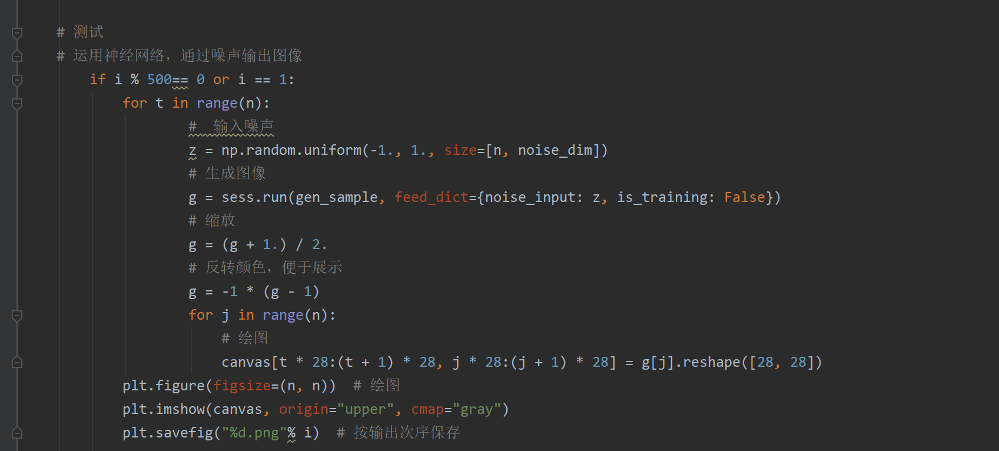 # 测试
# 运用神经网络，通过噪声输出图像
if i % 500== 0 or i == 1:
for t in range(n):
#  输入噪声
z = np.random.uniform(-1., 1., size=[n, noise_dim])
# 生成图像
g = sess.run(gen_sample, feed_dict={noise_input: z, is_training: False})
# 缩放
g = (g + 1.) / 2.
# 反转颜色，便于展示
g = -1 * (g - 1)
for j in range(n):
# 绘图
canvas[t * 28:(t + 1) * 28, j * 28:(j + 1) * 28] = g[j].reshape([28, 28])
plt.figure(figsize=(n, n))  # 绘图
plt.imshow(canvas, origin="upper", cmap="gray")
plt.savefig("%d.png"% i)  # 按输出次序保存